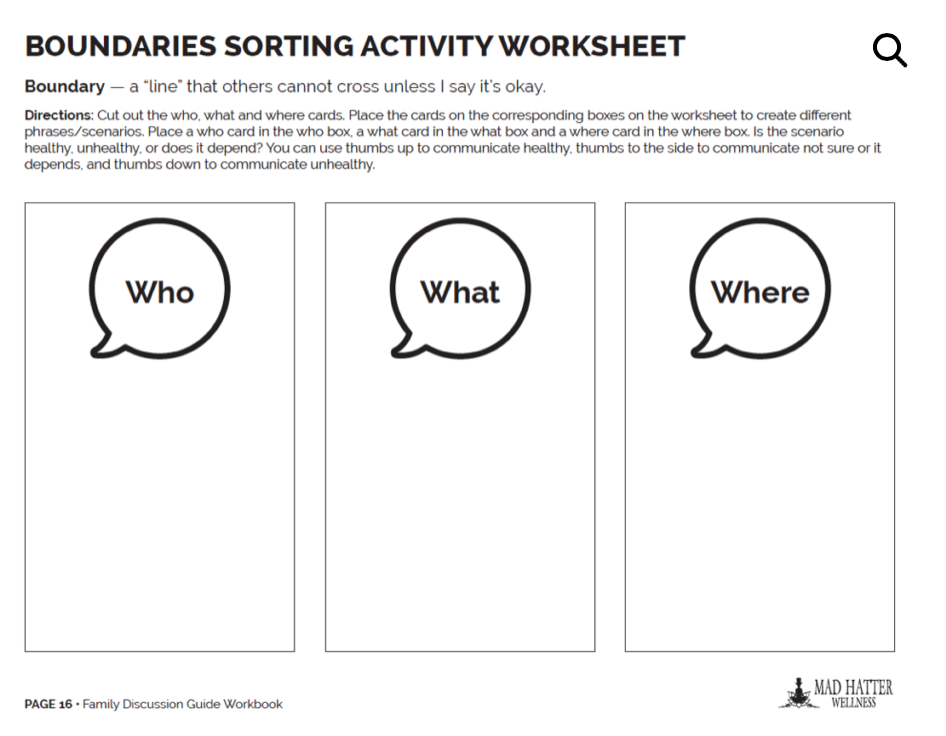 BOUNDARIES SORTING ACTIVITY WORKSHEET
Boundary — a “line” that others cannot cross unless I say it’s okay.
Directions: Cut out the who, what and where cards. Place the cards on the corresponding boxes on the worksheet to create different
phrases/scenarios. Place a who card in the who box, a what card in the what box and a where card in the where box. Is the scenario
healthy, unhealthy, or does it depend? You can use thumbs up to communicate healthy, thumbs to the side to communicate not sure or it
depends, and thumbs down to communicate unhealthy.
Who
What
Where
PAGE 16 • Family Discussion Guide Workbook
MAD HATTER
WELLNESS